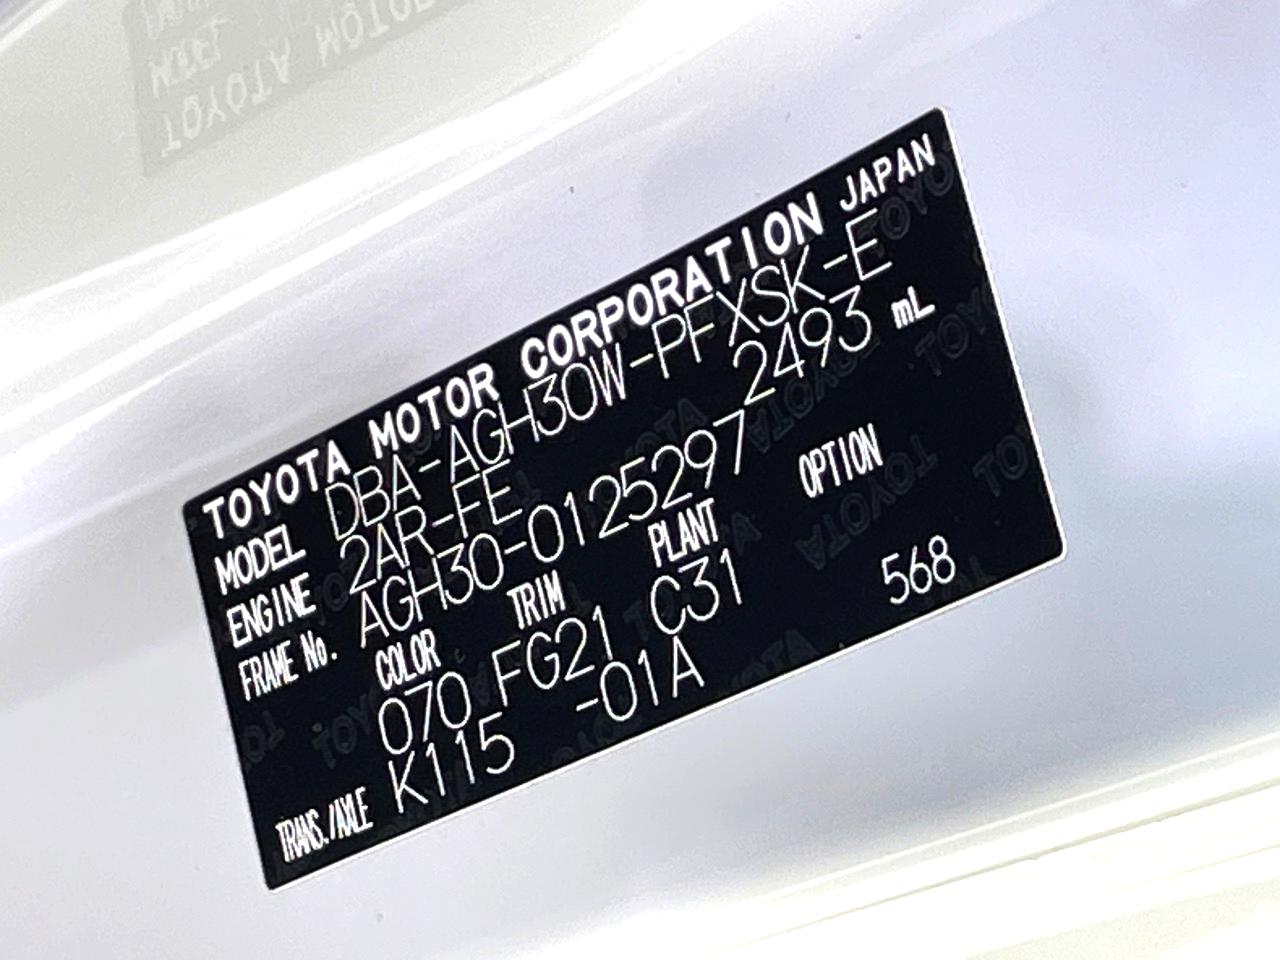 TOYOTA MOTOR CORPORATION JAPAN
MODEL DBA-AGH30W-PFXSK-E
ENGINE 2AR-FE 2493 mL
FRAME No. AGH30-0125297
COLOR TRIM PLANT OPTION
070 FG21 C31
TRANS./AXLE K115 -01A 568